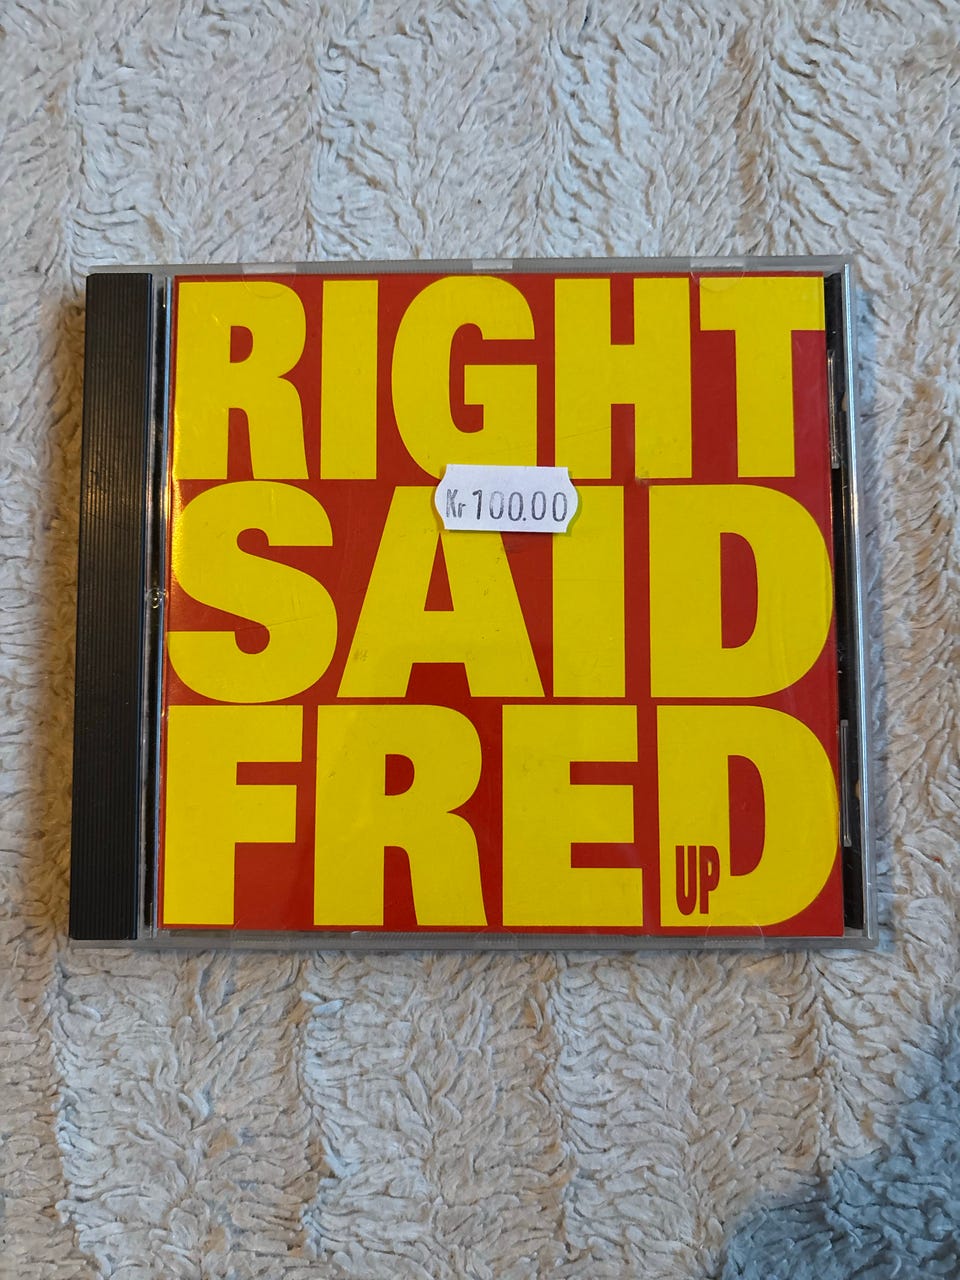 RIGHT
Kr 100.00
SAID
FRED
UP